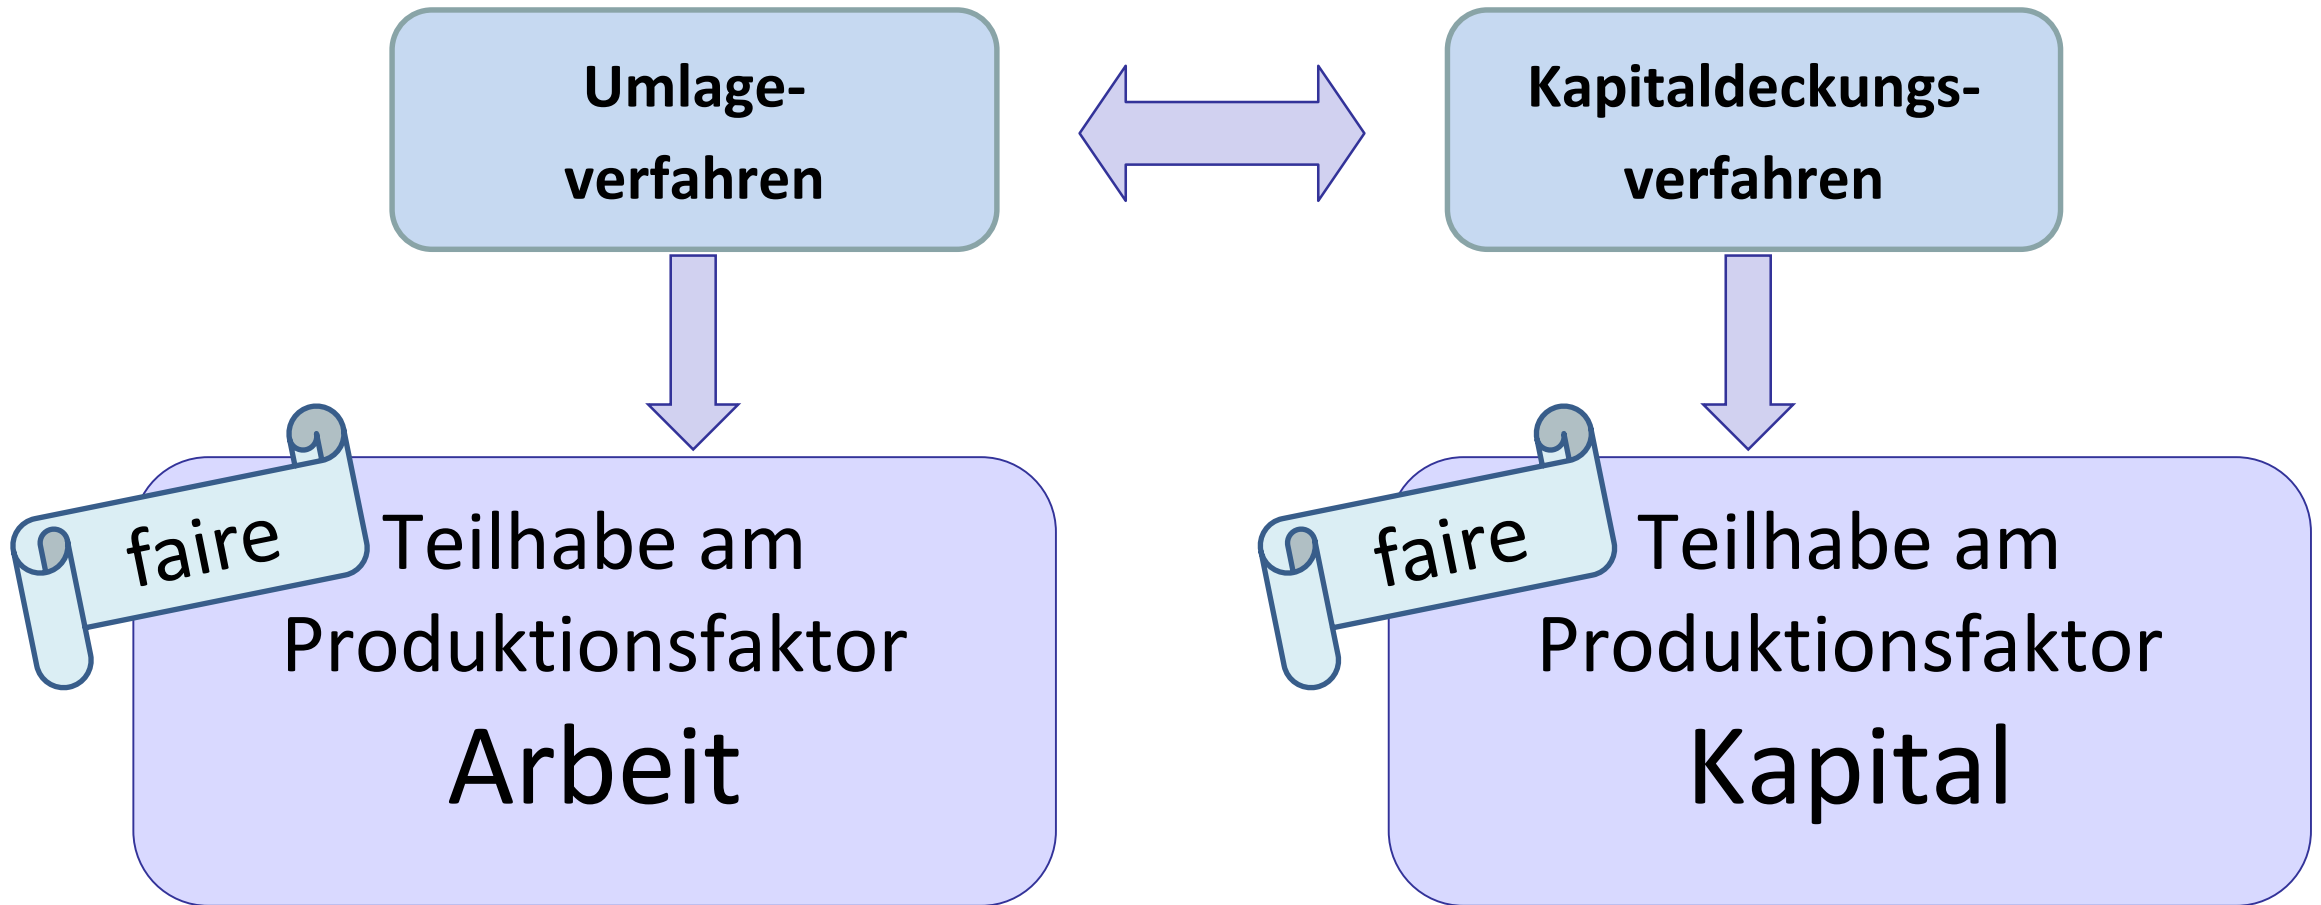 Umlage-
verfahren
Kapitaldeckungs-
verfahren
faire
Teilhabe am
Produktionsfaktor
Arbeit
faire
Teilhabe am
Produktionsfaktor
Kapital